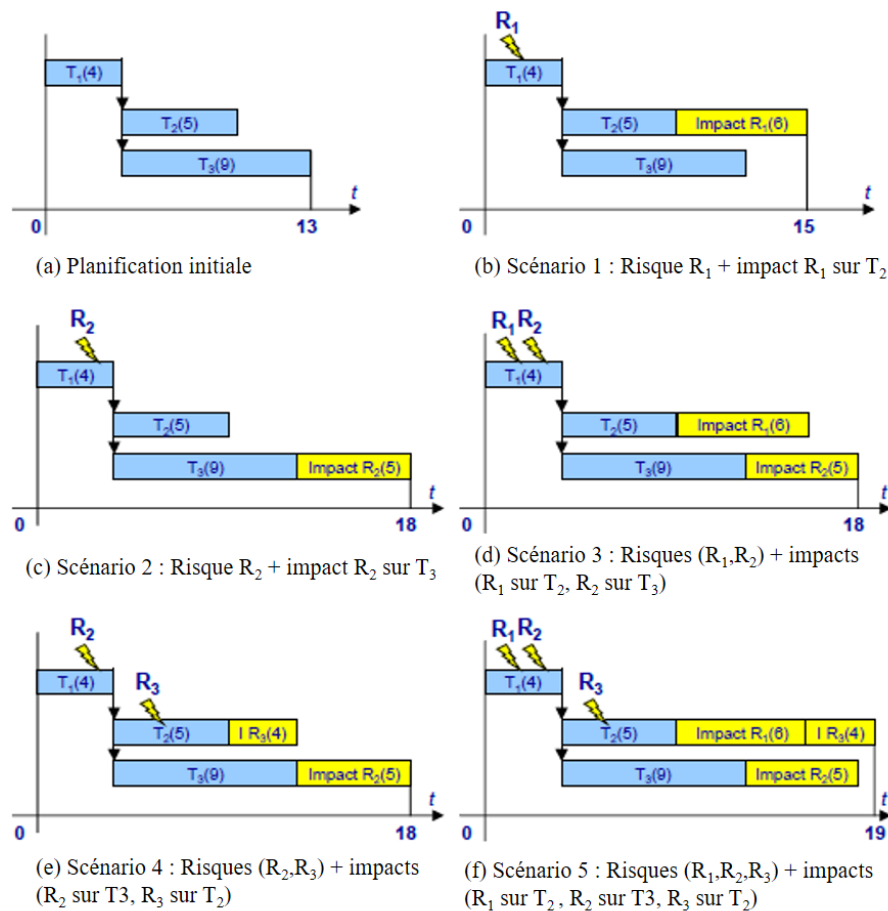 R₁
T₁(4)
T₂(5)
T₃(9)
t
0
13
(a) Planification initiale
T₁(4)
T₂(5) Impact R₁(6)
T₃(9)
t
0
15
(b) Scénario 1 : Risque R₁ + impact R₁ sur T₂
R₂
T₁(4)
T₂(5)
T₃(9) Impact R₂(5)
t
0
18
(c) Scénario 2 : Risque R₂ + impact R₂ sur T₃
R₁ R₂
T₁(4)
T₂(5) Impact R₁(6)
T₃(9) Impact R₂(5)
t
0
18
(d) Scénario 3 : Risques (R₁,R₂) + impacts
(R₁ sur T₂, R₂ sur T₃)
R₂
T₁(4)
R₃
T₂(5) I R₃(4)
T₃(9) Impact R₂(5)
t
0
18
(e) Scénario 4 : Risques (R₂,R₃) + impacts
(R₂ sur T3, R₃ sur T₂)
R₁ R₂
T₁(4)
R₃
T₂(5) Impact R₁(6) I R₃(4)
T₃(9) Impact R₂(5)
t
0
19
(f) Scénario 5 : Risques (R₁,R₂,R₃) + impacts
(R₁ sur T₂ , R₂ sur T3, R₃ sur T₂)